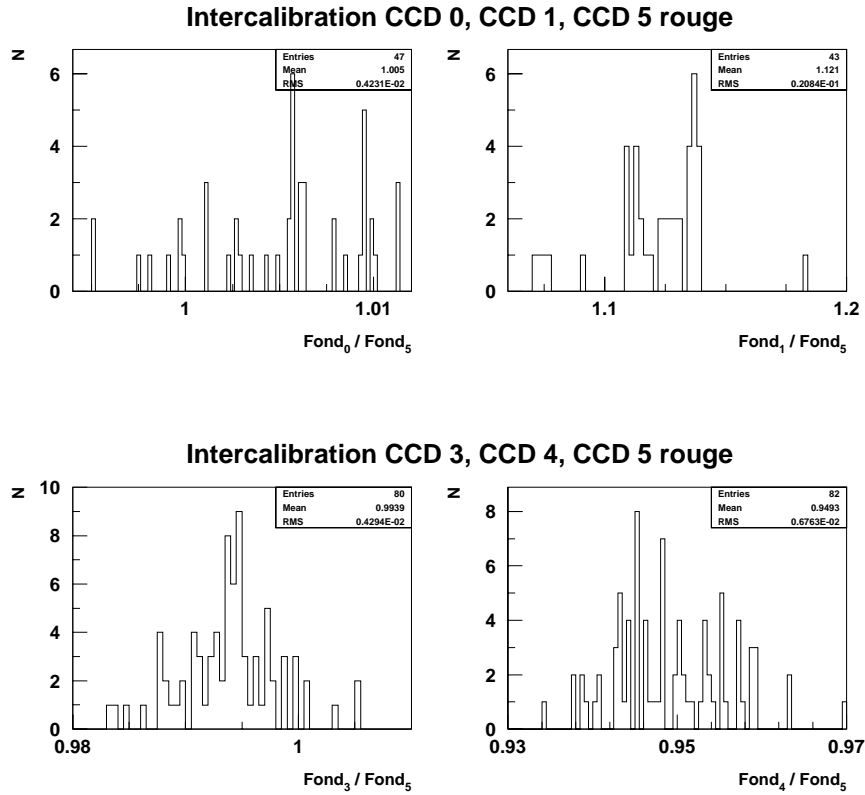 Intercalibration CCD 0, CCD 1, CCD 5 rouge
N
6
4
2
0
Entries 47
Mean 1.005
RMS 0.4231E-02
1 1.01
Fond0 / Fond5
N
6
4
2
0
Entries 43
Mean 1.121
RMS 0.2084E-01
1.1 1.2
Fond1 / Fond5
Intercalibration CCD 3, CCD 4, CCD 5 rouge
N
10
8
6
4
2
0
Entries 80
Mean 0.9939
RMS 0.4294E-02
0.98 1
Fond3 / Fond5
N
8
6
4
2
0
Entries 82
Mean 0.9493
RMS 0.6763E-02
0.93 0.95 0.97
Fond4 / Fond5